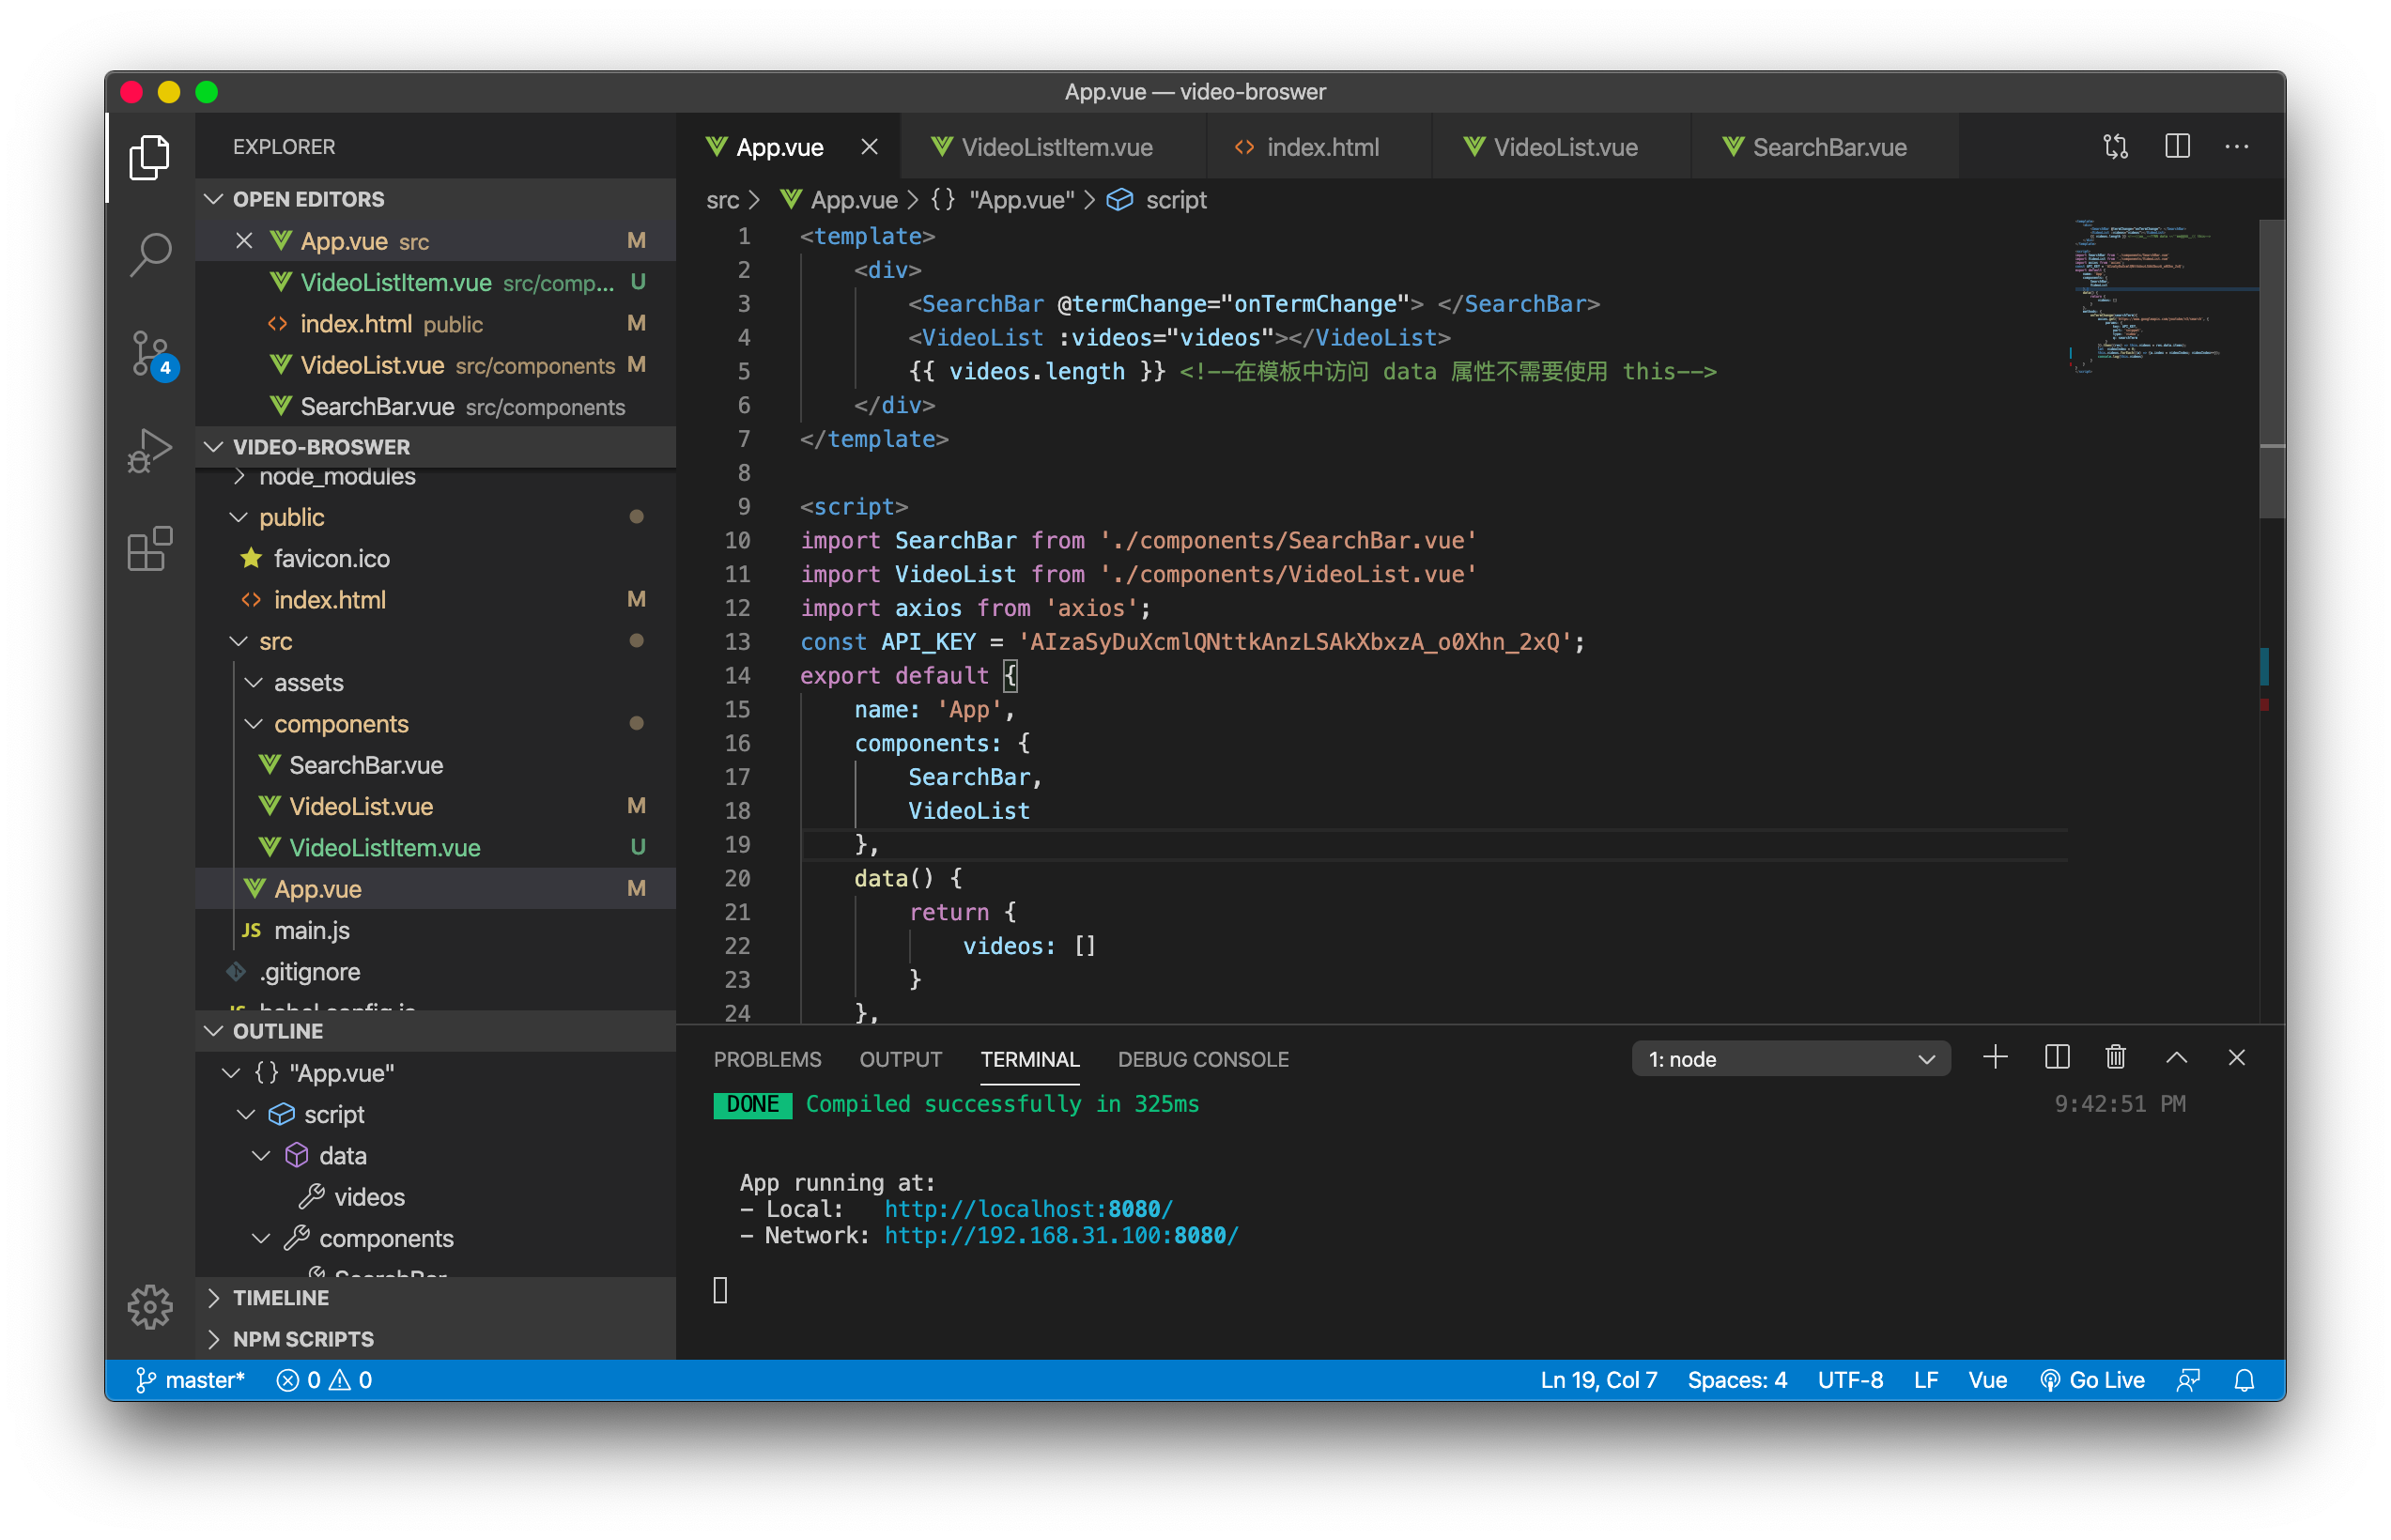 App.vue — video-broswer
EXPLORER
OPEN EDITORS
App.vue src M
VideoListItem.vue src/comp... U
index.html public M
VideoList.vue src/components M
SearchBar.vue src/components
4
VIDEO-BROSWER
node_modules
public
favicon.ico
index.html M
src
assets
components
SearchBar.vue
VideoList.vue M
VideoListItem.vue U
App.vue M
JS main.js
.gitignore
OUTLINE
{} "App.vue"
script
data
videos
components
TIMELINE
NPM SCRIPTS
App.vue VideoListItem.vue index.html VideoList.vue SearchBar.vue
src > App.vue > {} "App.vue" > script
1 <template>
2 <div>
3 <SearchBar @termChange="onTermChange"> </SearchBar>
4 <VideoList :videos="videos"></VideoList>
5 {{ videos.length }} <!--在模板中访问 data 属性不需要使用 this-->
6 </div>
7 </template>
8
9 <script>
10 import SearchBar from './components/SearchBar.vue'
11 import VideoList from './components/VideoList.vue'
12 import axios from 'axios';
13 const API_KEY = 'AIzaSyDuXcmlQNttkAnzLSAkXbxzA_o0Xhn_2xQ';
14 export default {
15 name: 'App',
16 components: {
17 SearchBar,
18 VideoList
19 },
20 data() {
21 return {
22 videos: []
23 }
24 },
PROBLEMS OUTPUT TERMINAL DEBUG CONSOLE 1: node
DONE Compiled successfully in 325ms 9:42:51 PM
App running at:
- Local: http://localhost:8080/
- Network: http://192.168.31.100:8080/
master* 0 0 Ln 19, Col 7 Spaces: 4 UTF-8 LF Vue Go Live